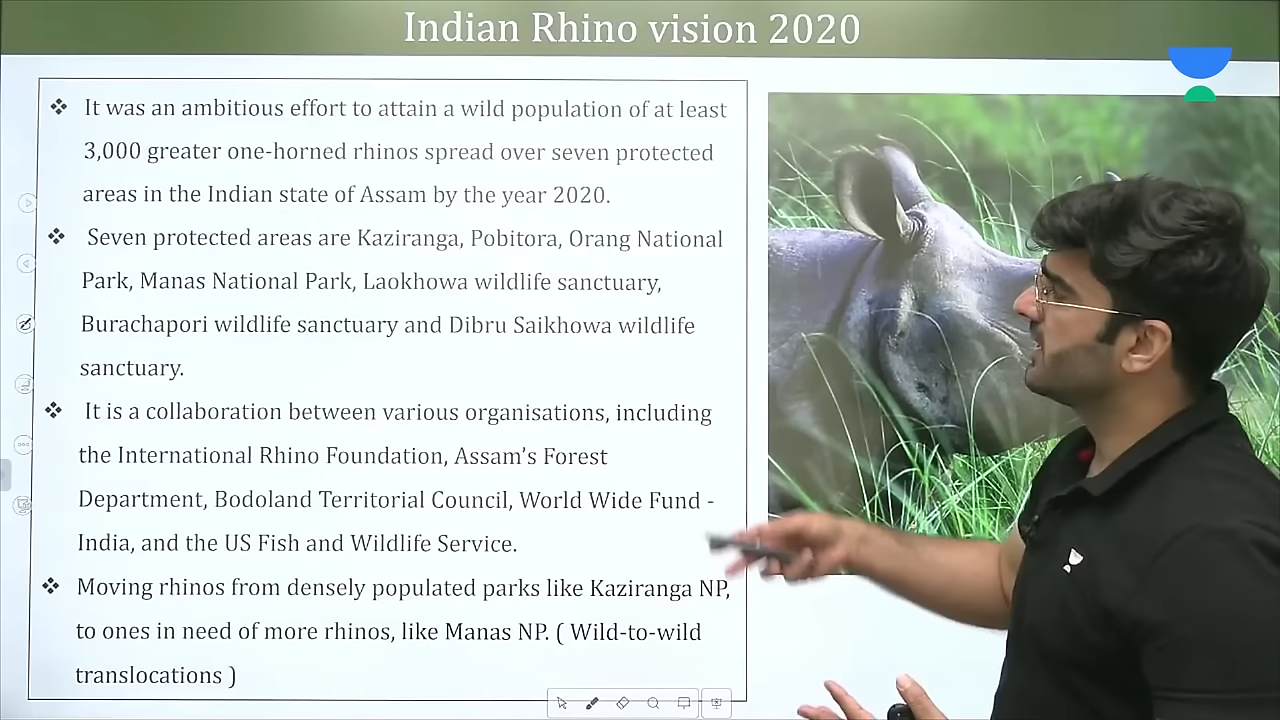 Indian Rhino vision 2020
❖ It was an ambitious effort to attain a wild population of at least
3,000 greater one-horned rhinos spread over seven protected
areas in the Indian state of Assam by the year 2020.
❖ Seven protected areas are Kaziranga, Pobitora, Orang National
Park, Manas National Park, Laokhowa wildlife sanctuary,
Burachapori wildlife sanctuary and Dibru Saikhowa wildlife
sanctuary.
❖ It is a collaboration between various organisations, including
the International Rhino Foundation, Assam’s Forest
Department, Bodoland Territorial Council, World Wide Fund -
India, and the US Fish and Wildlife Service.
❖ Moving rhinos from densely populated parks like Kaziranga NP,
to ones in need of more rhinos, like Manas NP. ( Wild-to-wild
translocations )